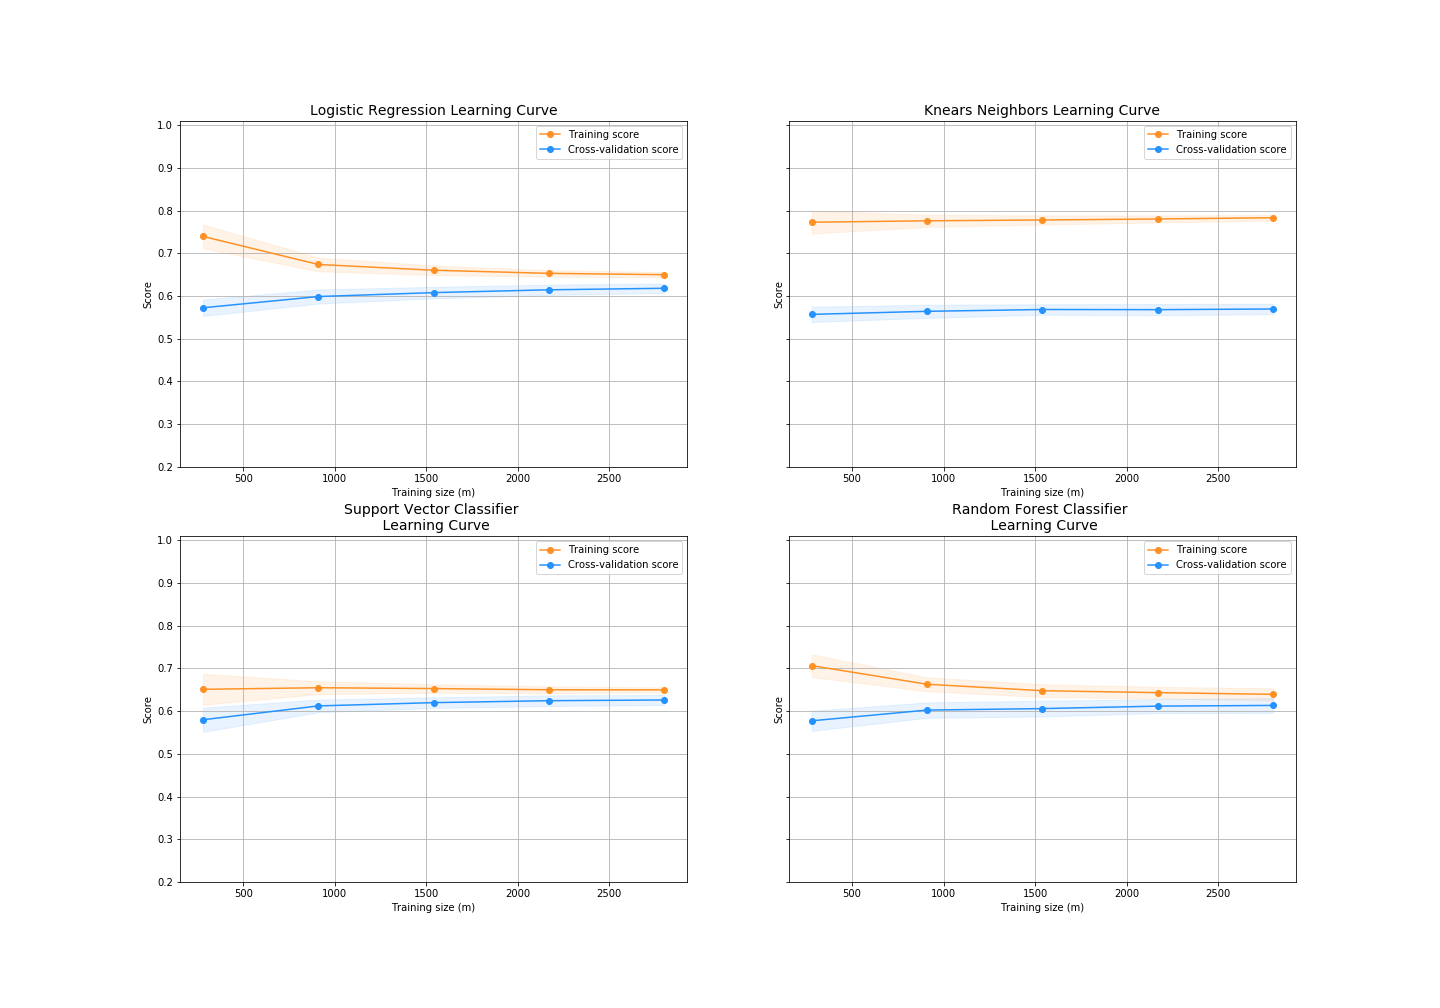 Logistic Regression Learning Curve
Training score
Cross-validation score
1.0
0.9
0.8
0.7
0.6
0.5
0.4
0.3
0.2
Score
500 1000 1500 2000 2500
Training size (m)
Knears Neighbors Learning Curve
Training score
Cross-validation score
Score
500 1000 1500 2000 2500
Training size (m)
Support Vector Classifier
Learning Curve
Training score
Cross-validation score
1.0
0.9
0.8
0.7
0.6
0.5
0.4
0.3
0.2
Score
500 1000 1500 2000 2500
Training size (m)
Random Forest Classifier
Learning Curve
Training score
Cross-validation score
Score
500 1000 1500 2000 2500
Training size (m)